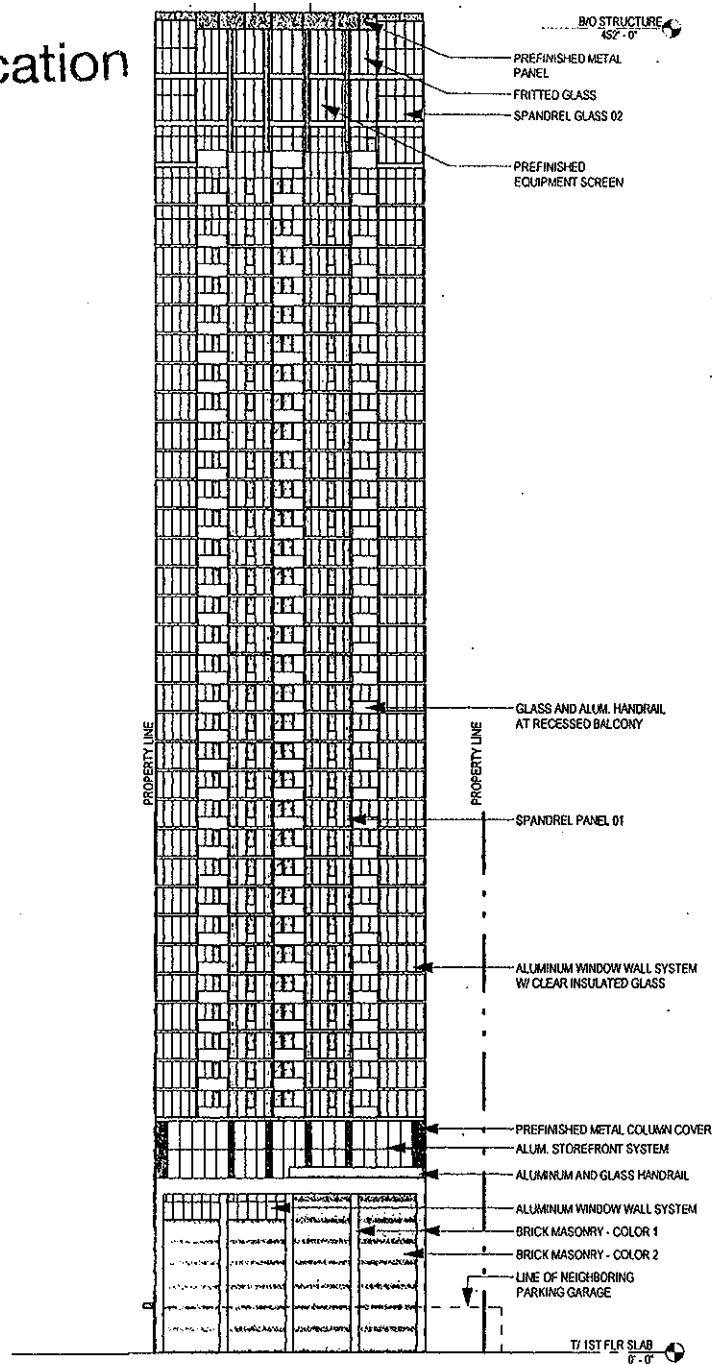 cation
B/O STRUCTURE
452' - 0"
PREFINISHED METAL
PANEL
FRITTED GLASS
SPANDREL GLASS 02
PREFINISHED
EQUIPMENT SCREEN
GLASS AND ALUM. HANDRAIL
AT RECESSED BALCONY
PROPERTY LINE
PROPERTY LINE
SPANDREL PANEL 01
ALUMINUM WINDOW WALL SYSTEM
W/ CLEAR INSULATED GLASS
PREFINISHED METAL COLUMN COVER
ALUM. STOREFRONT SYSTEM
ALUMINUM AND GLASS HANDRAIL
ALUMINUM WINDOW WALL SYSTEM
BRICK MASONRY - COLOR 1
BRICK MASONRY - COLOR 2
LINE OF NEIGHBORING
PARKING GARAGE
T/ 1ST FLR SLAB
0' - 0"